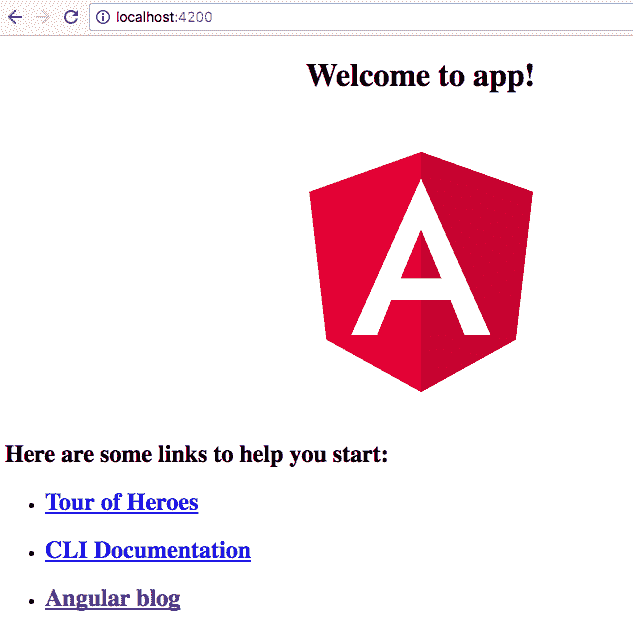 localhost:4200
Welcome to app!
A
Here are some links to help you start:
Tour of Heroes
CLI Documentation
Angular blog